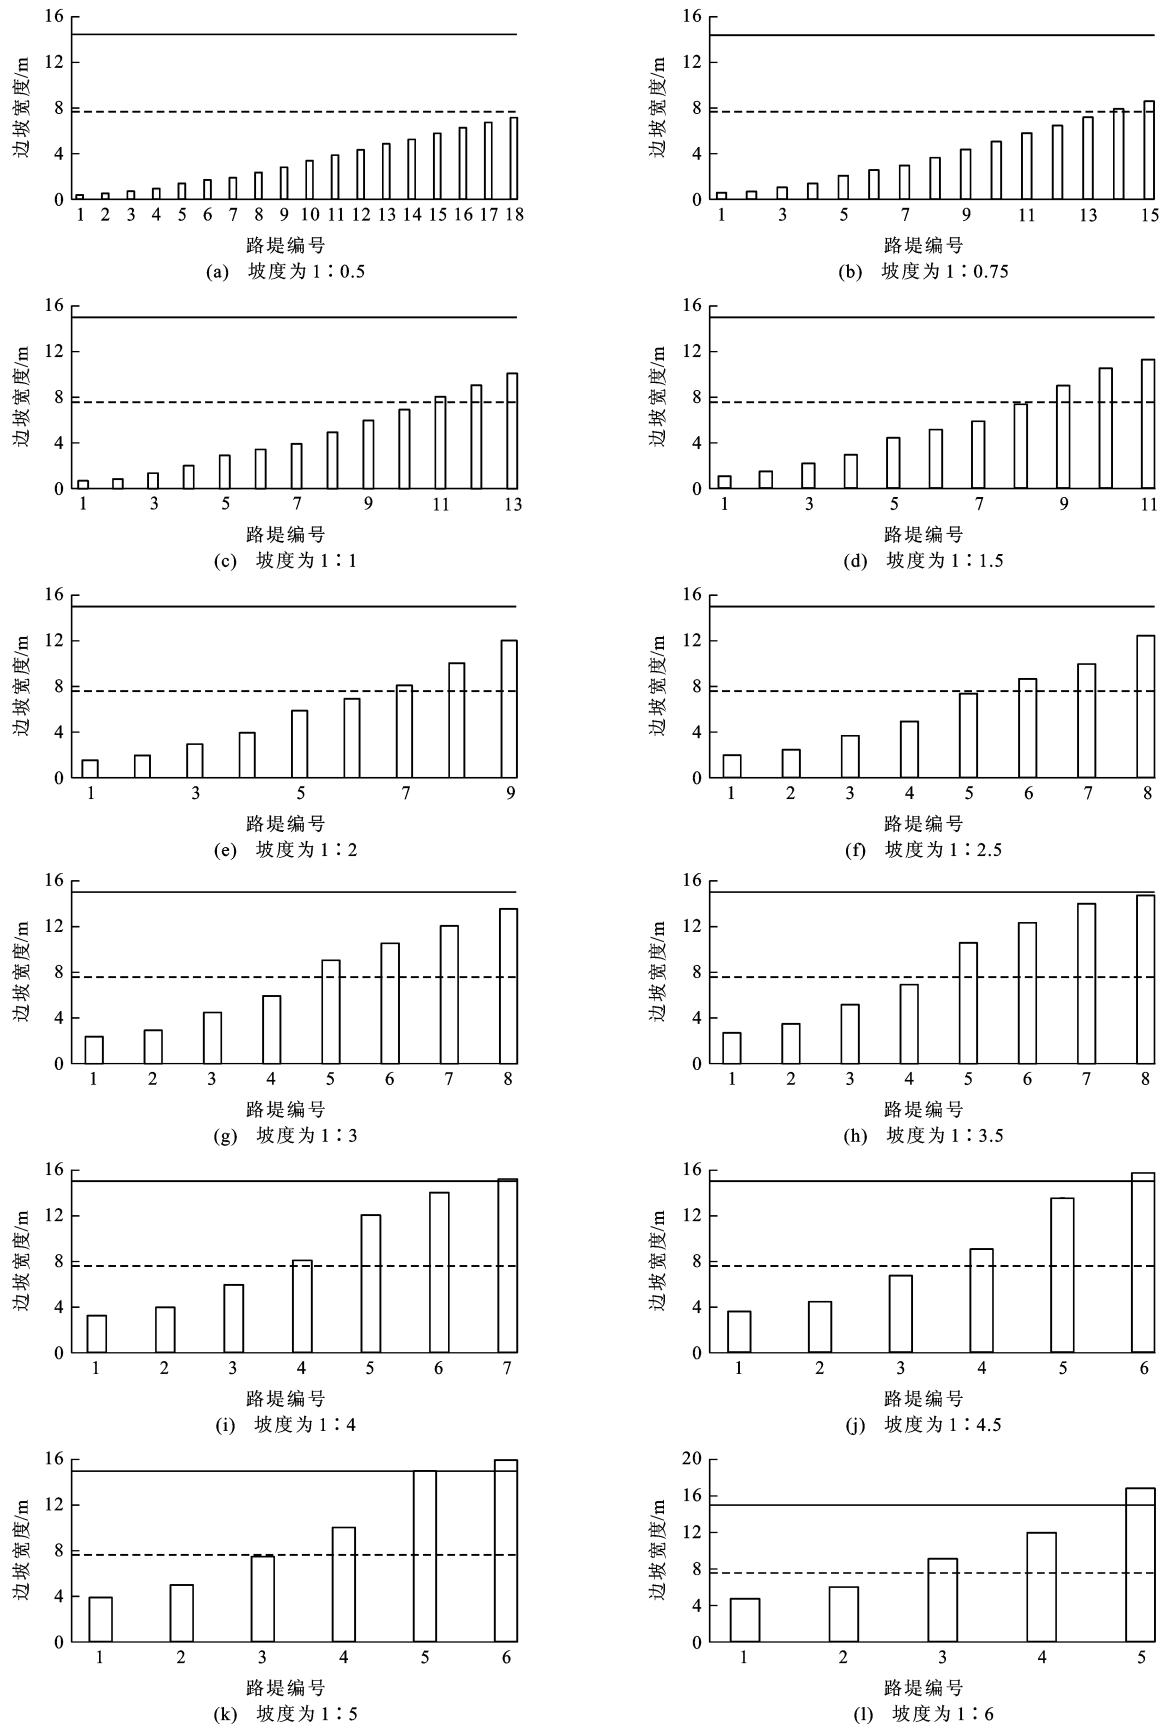 16
12
8
4
0
边坡宽度/m
1 2 3 4 5 6 7 8 9 10 11 12 13 14 15 16 17 18
路堤编号
(a) 坡度为1∶0.5
16
12
8
4
0
边坡宽度/m
1 3 5 7 9 11 13 15
路堤编号
(b) 坡度为1∶0.75
16
12
8
4
0
边坡宽度/m
1 3 5 7 9 11 13
路堤编号
(c) 坡度为1∶1
16
12
8
4
0
边坡宽度/m
1 3 5 7 9 11
路堤编号
(d) 坡度为1∶1.5
16
12
8
4
0
边坡宽度/m
1 3 5 7 9
路堤编号
(e) 坡度为1∶2
16
12
8
4
0
边坡宽度/m
1 2 3 4 5 6 7 8
路堤编号
(f) 坡度为1∶2.5
16
12
8
4
0
边坡宽度/m
1 2 3 4 5 6 7 8
路堤编号
(g) 坡度为1∶3
16
12
8
4
0
边坡宽度/m
1 2 3 4 5 6 7 8
路堤编号
(h) 坡度为1∶3.5
16
12
8
4
0
边坡宽度/m
1 2 3 4 5 6 7
路堤编号
(i) 坡度为1∶4
16
12
8
4
0
边坡宽度/m
1 2 3 4 5 6
路堤编号
(j) 坡度为1∶4.5
16
12
8
4
0
边坡宽度/m
1 2 3 4 5 6
路堤编号
(k) 坡度为1∶5
20
16
12
8
4
0
边坡宽度/m
1 2 3 4 5
路堤编号
(l) 坡度为1∶6